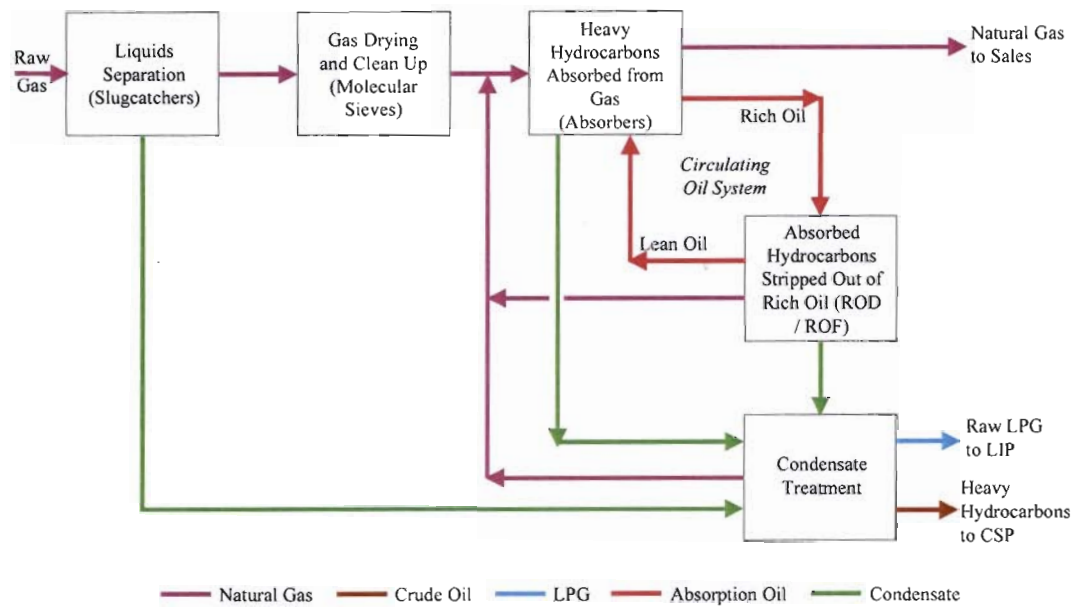 Raw
Gas
Liquids
Separation
(Slugcatchers)
Gas Drying
and Clean Up
(Molecular
Sieves)
Heavy
Hydrocarbons
Absorbed from
Gas
(Absorbers)
Natural Gas
to Sales
Rich Oil
Circulating
Oil System
Lean Oil
Absorbed
Hydrocarbons
Stripped Out of
Rich Oil (ROD
/ ROF)
Condensate
Treatment
Raw LPG
to LIP
Heavy
Hydrocarbons
to CSP
Natural Gas
Crude Oil
LPG
Absorption Oil
Condensate